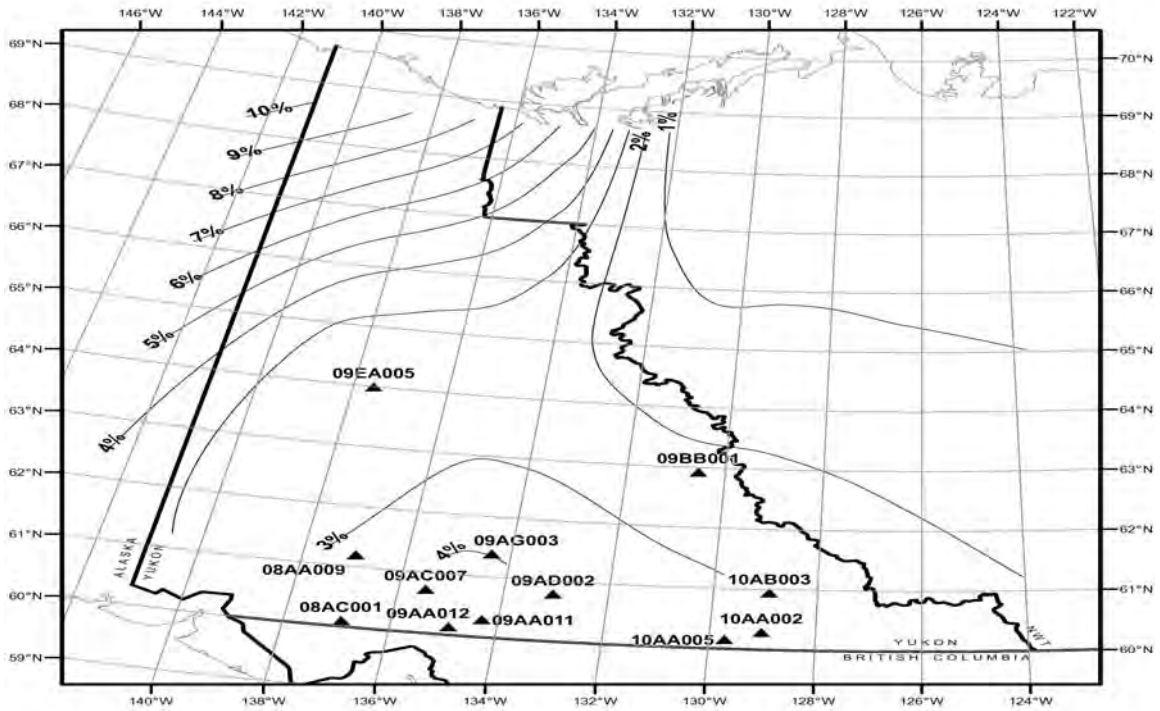 146°W 144°W 142°W 140°W 138°W 136°W 134°W 132°W 130°W 128°W 126°W 124°W 122°W
69°N
70°N
68°N
10%
2%
1%
69°N
9%
67°N
8%
68°N
66°N
7%
67°N
65°N
6%
66°N
64°N
5%
65°N
09EA005
63°N
64°N
4%
09BB001
62°N
63°N
61°N
62°N
3%
4%
09AG003
ALASKA
YUKON
08AA009
09AC007
09AD002
10AB003
61°N
60°N
08AC001
09AA012
09AA011
10AA002
10AA005
YUKON
NWT
60°N
BRITISH COLUMBIA
59°N
140°W 138°W 136°W 134°W 132°W 130°W 128°W 126°W 124°W